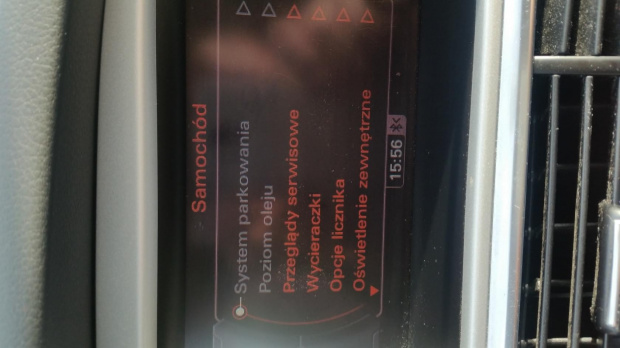 Samochód
System parkowania
Poziom oleju
Przeglądy serwisowe
Wycieraczki
Opcje licznika
Oświetlenie zewnętrzne
15:56